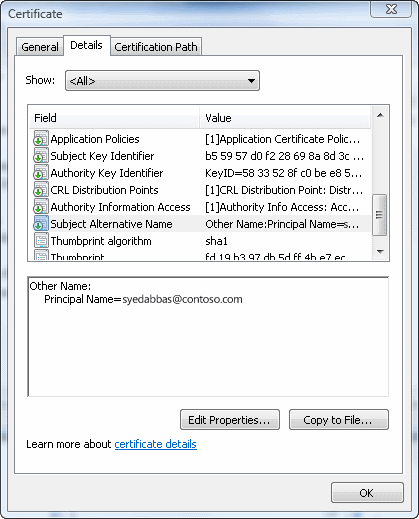 Certificate
General Details Certification Path
Show: <All>
Field Value
Application Policies [1]Application Certificate Polic...
Subject Key Identifier b5 59 57 d0 f2 28 69 8a 8d 3c ...
Authority Key Identifier KeyID=58 33 52 8f c0 be e8 5...
CRL Distribution Points [1]CRL Distribution Point: Distr...
Authority Information Access [1]Authority Info Access: Acc...
Subject Alternative Name Other Name:Principal Name=s...
Thumbprint algorithm sha1
Thumbprint fd 19 b3 97 db 5d ff 4b e7 ec
Other Name:
Principal Name=syedabbas@contoso.com
Edit Properties... Copy to File...
Learn more about certificate details
OK